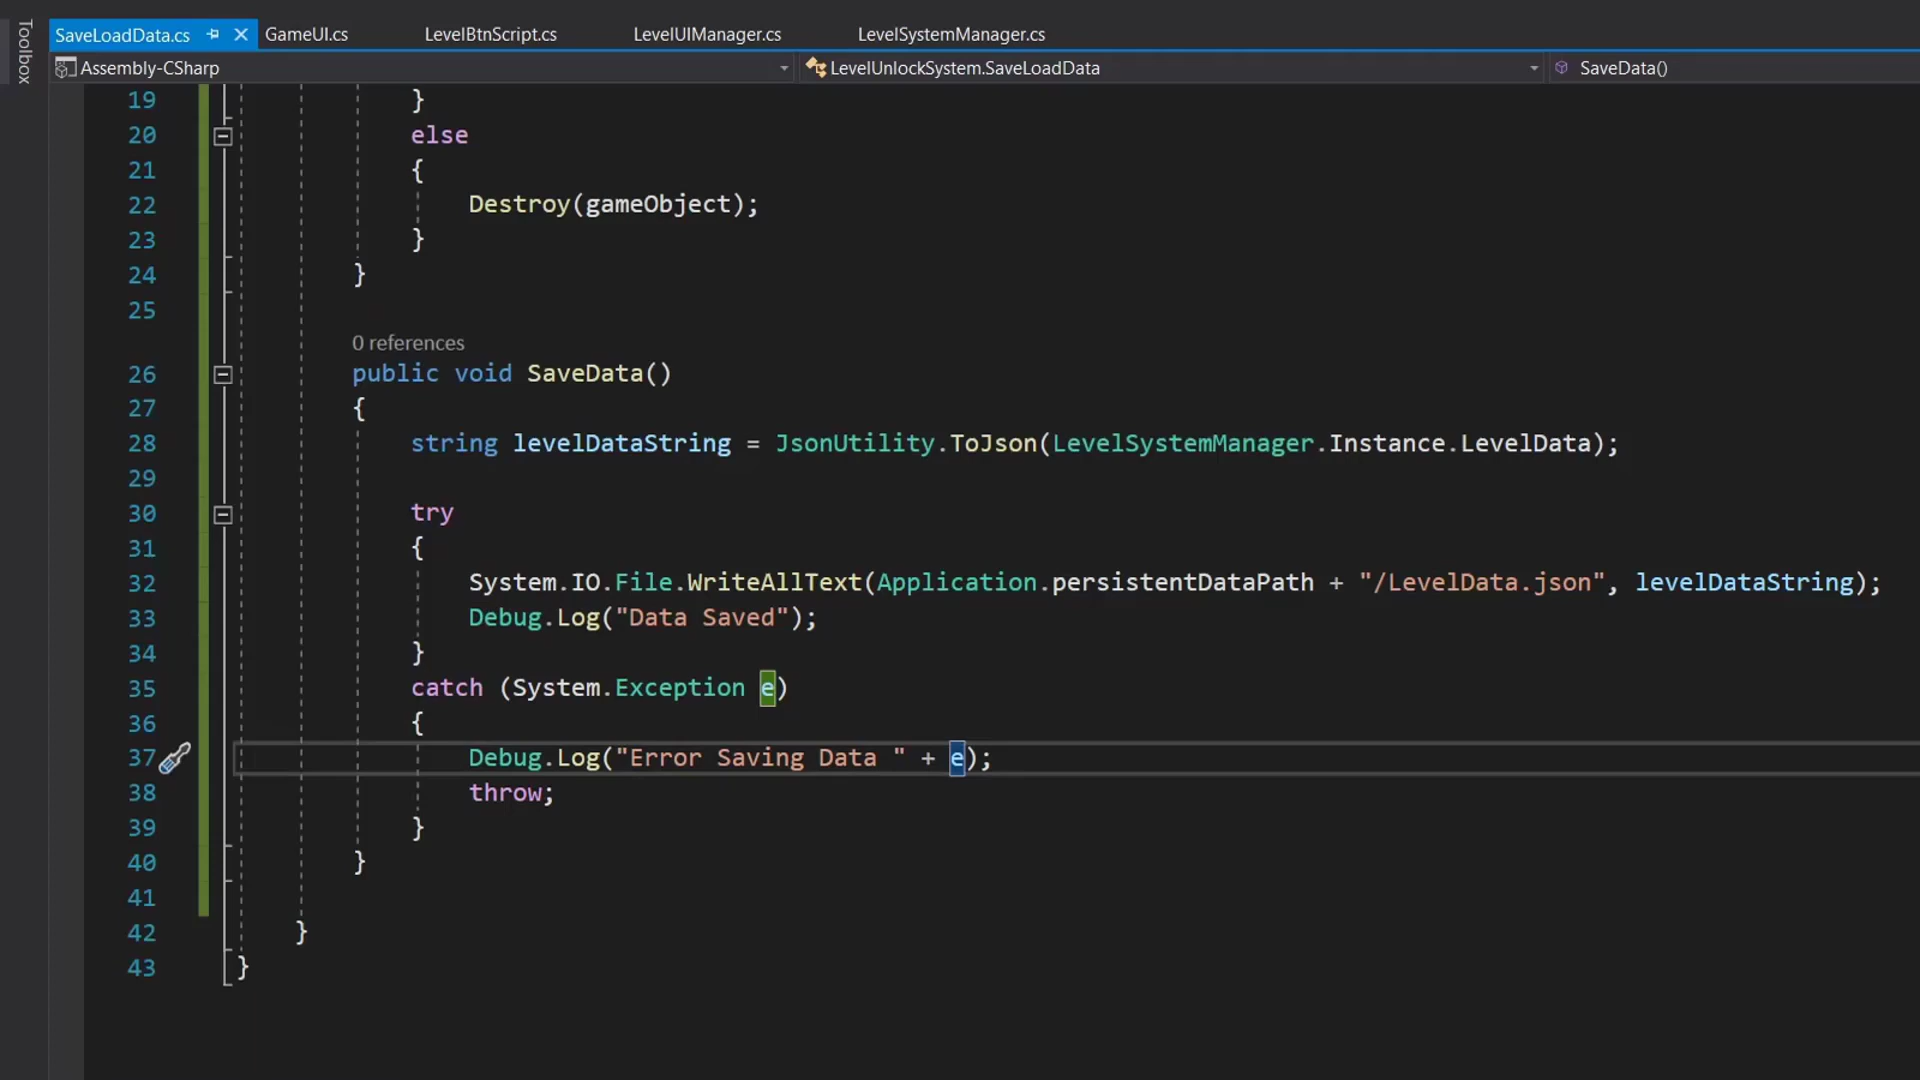 Toolbox
SaveLoadData.cs GameUI.cs LevelBtnScript.cs LevelUIManager.cs LevelSystemManager.cs
Assembly-CSharp LevelUnlockSystem.SaveLoadData SaveData()
19 }
20 else
21 {
22 Destroy(gameObject);
23 }
24 }
25
0 references
26 public void SaveData()
27 {
28 string levelDataString = JsonUtility.ToJson(LevelSystemManager.Instance.LevelData);
29
30 try
31 {
32 System.IO.File.WriteAllText(Application.persistentDataPath + "/LevelData.json", levelDataString);
33 Debug.Log("Data Saved");
34 }
35 catch (System.Exception e)
36 {
37 Debug.Log("Error Saving Data " + e);
38 throw;
39 }
40 }
41
42 }
43 }